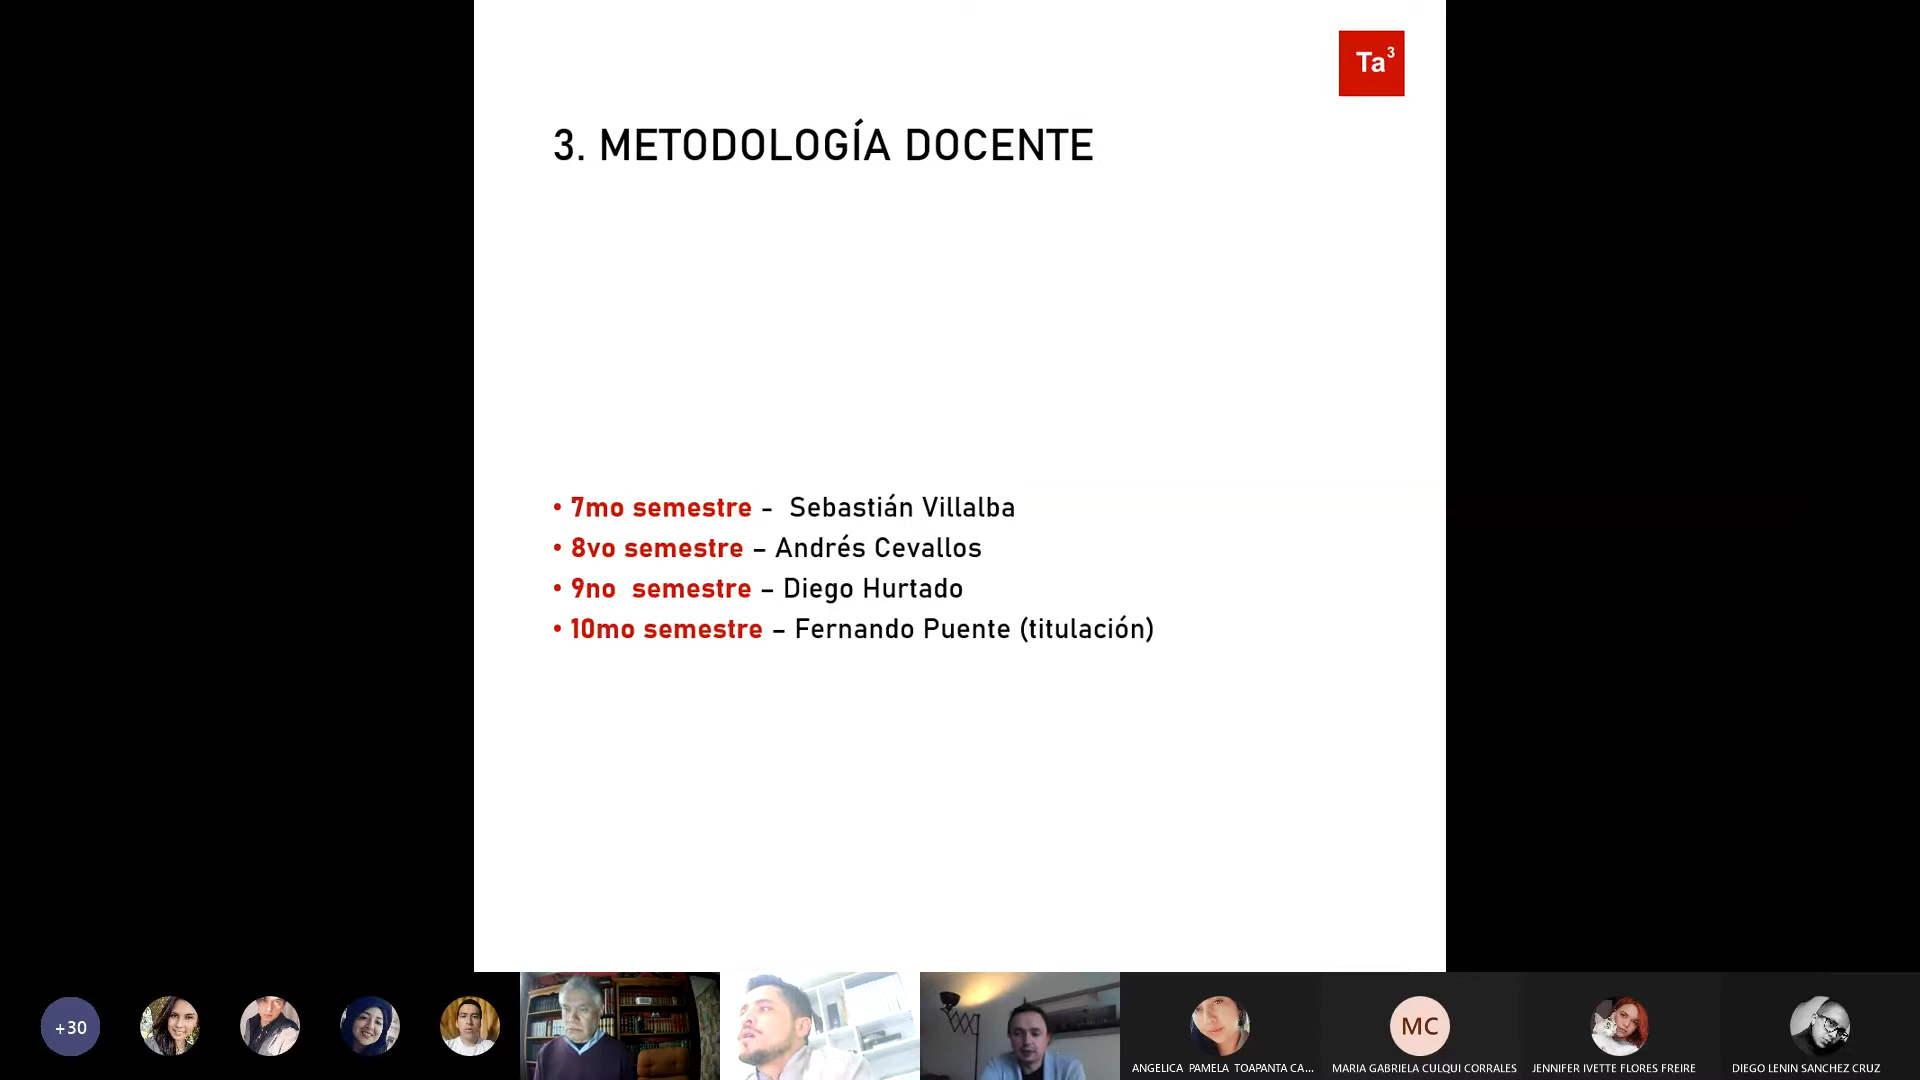 Ta³
3. METODOLOGÍA DOCENTE
• 7mo semestre -  Sebastián Villalba
• 8vo semestre – Andrés Cevallos
• 9no  semestre – Diego Hurtado
• 10mo semestre – Fernando Puente (titulación)
+30
MC
ANGELICA PAMELA TOAPANTA CA...
MARIA GABRIELA CULQUI CORRALES
JENNIFER IVETTE FLORES FREIRE
DIEGO LENIN SANCHEZ CRUZ